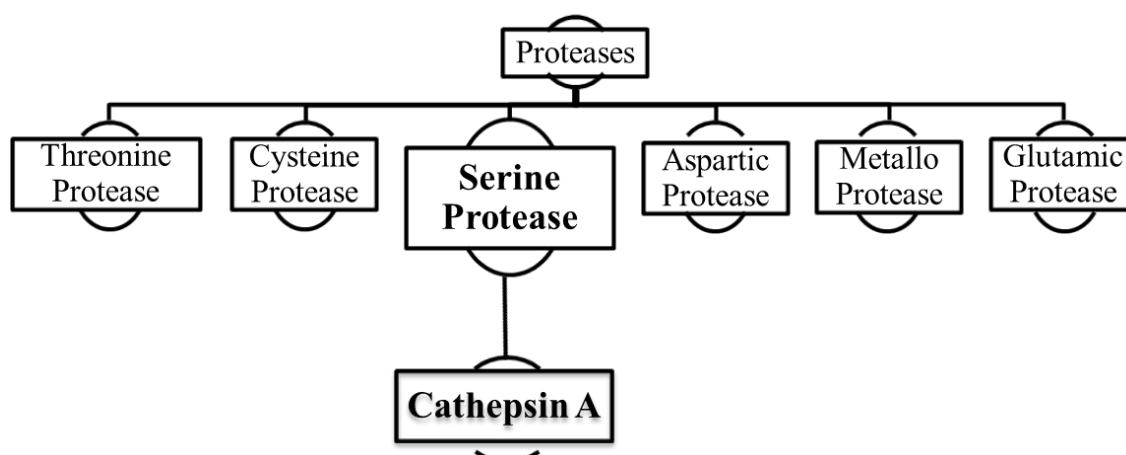 Proteases
Threonine
Protease
Cysteine
Protease
Serine
Protease
Aspartic
Protease
Metallo
Protease
Glutamic
Protease
Cathepsin A